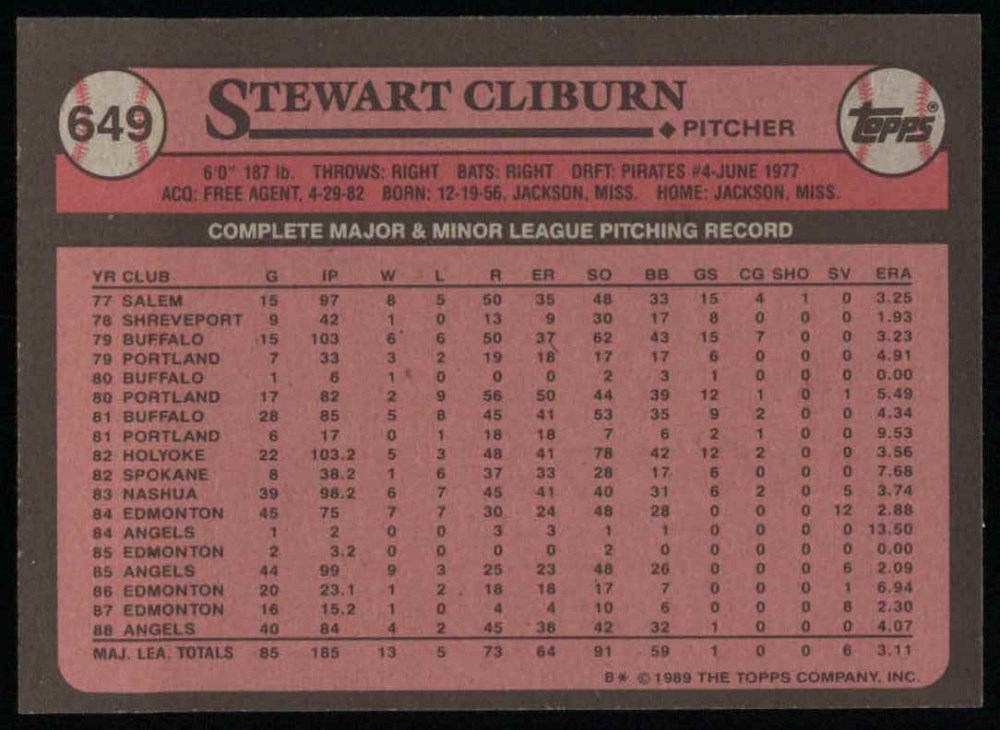 649
STEWART CLIBURN
◆ PITCHER
TOPPS®
6'0" 187 lb. THROWS: RIGHT BATS: RIGHT DRFT: PIRATES #4-JUNE 1977
ACQ: FREE AGENT, 4-29-82 BORN: 12-19-56, JACKSON, MISS. HOME: JACKSON, MISS.
COMPLETE MAJOR & MINOR LEAGUE PITCHING RECORD
YR CLUB G IP W L R ER SO BB GS CG SHO SV ERA
77 SALEM 15 97 8 5 50 35 48 33 15 4 1 0 3.25
78 SHREVEPORT 9 42 1 0 13 9 30 17 8 0 0 0 1.93
79 BUFFALO 15 103 6 6 50 37 62 43 15 7 0 0 3.23
79 PORTLAND 7 33 3 2 19 18 17 17 6 0 0 0 4.91
80 BUFFALO 1 6 1 0 0 0 2 3 1 0 0 0 0.00
80 PORTLAND 17 82 2 9 56 50 44 39 12 1 0 1 5.49
81 BUFFALO 28 85 5 8 45 41 53 35 9 2 0 0 4.34
81 PORTLAND 6 17 0 1 18 18 7 6 2 1 0 0 9.53
82 HOLYOKE 22 103.2 5 3 48 41 78 42 12 2 0 0 3.56
82 SPOKANE 8 38.2 1 6 37 33 28 17 6 0 0 0 7.68
83 NASHUA 39 98.2 6 7 45 41 40 31 6 2 0 5 3.74
84 EDMONTON 45 75 7 7 30 24 48 28 0 0 0 12 2.88
84 ANGELS 1 2 0 0 3 3 1 1 0 0 0 0 13.50
85 EDMONTON 2 3.2 0 0 0 0 2 0 0 0 0 0 0.00
85 ANGELS 44 99 9 3 25 23 48 26 0 0 0 6 2.09
86 EDMONTON 20 23.1 1 2 18 18 17 7 0 0 0 1 6.94
87 EDMONTON 16 15.2 1 0 4 4 10 6 0 0 0 8 2.30
88 ANGELS 40 84 4 2 45 38 42 32 1 0 0 0 4.07
MAJ. LEA. TOTALS 85 185 13 5 73 64 91 59 1 0 0 6 3.11
B* © 1989 THE TOPPS COMPANY, INC.